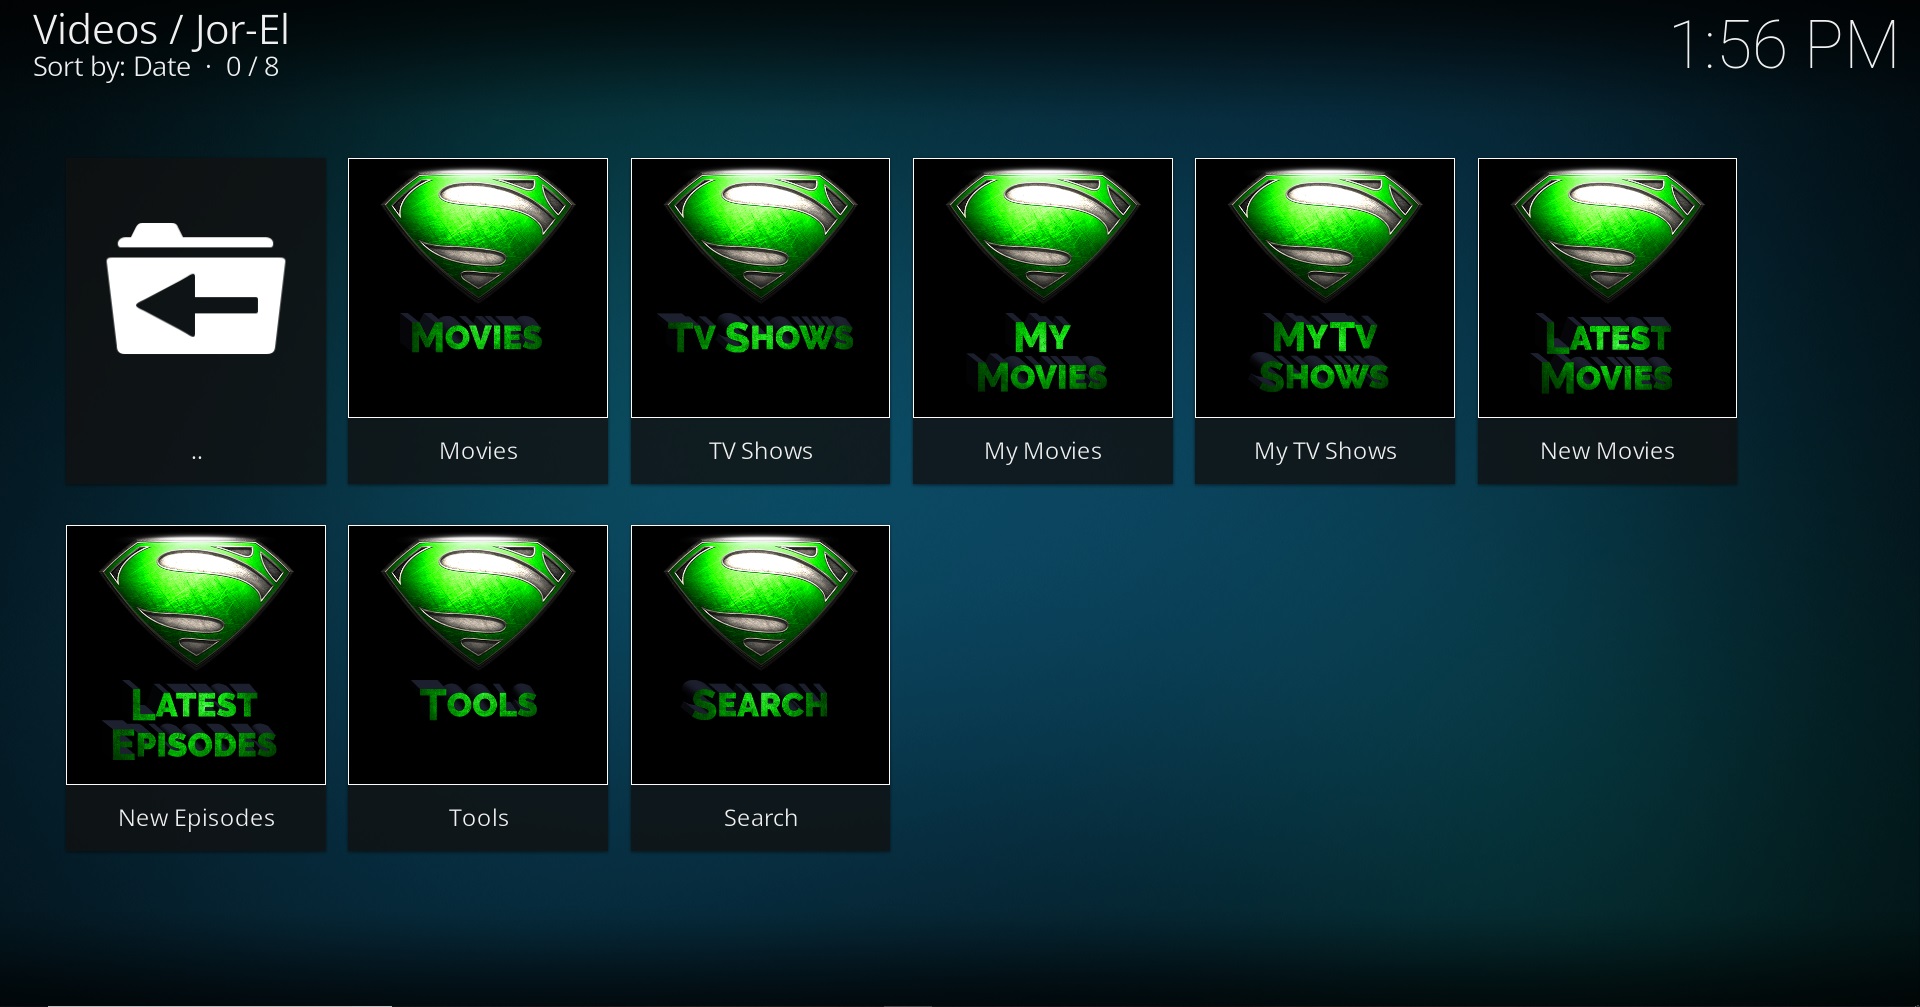 Videos / Jor-El
Sort by: Date · 0 / 8
1:56 PM
MOVIES
TV SHOWS
MY
MOVIES
MYTV
SHOWS
LATEST
MOVIES
..
Movies
TV Shows
My Movies
My TV Shows
New Movies
LATEST
EPISODES
TOOLS
SEARCH
New Episodes
Tools
Search